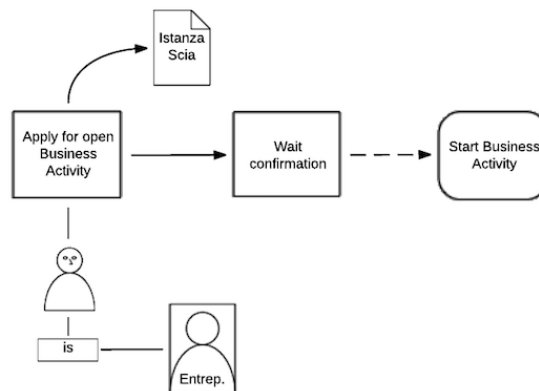 Istanza
Scia
Apply for open
Business
Activity
Wait
confirmation
Start Business
Activity
is
Entrep.